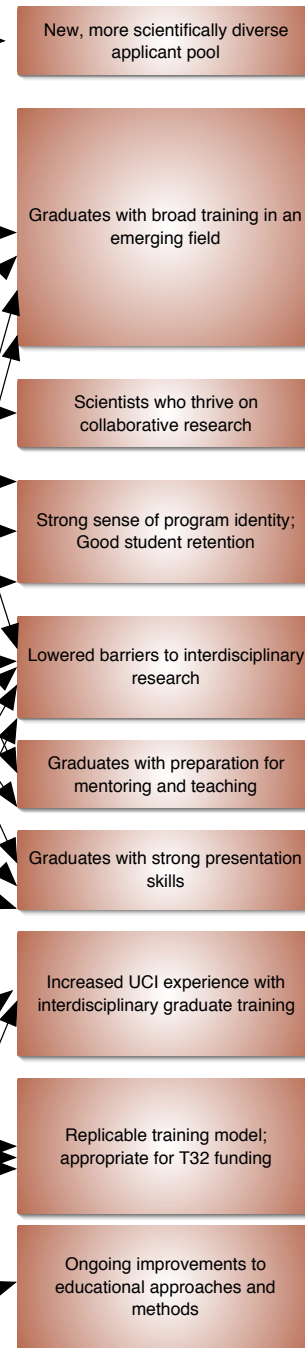 New, more scientifically diverse
applicant pool
Graduates with broad training in an
emerging field
Scientists who thrive on
collaborative research
Strong sense of program identity;
Good student retention
Lowered barriers to interdisciplinary
research
Graduates with preparation for
mentoring and teaching
Graduates with strong presentation
skills
Increased UCI experience with
interdisciplinary graduate training
Replicable training model;
appropriate for T32 funding
Ongoing improvements to
educational approaches and
methods